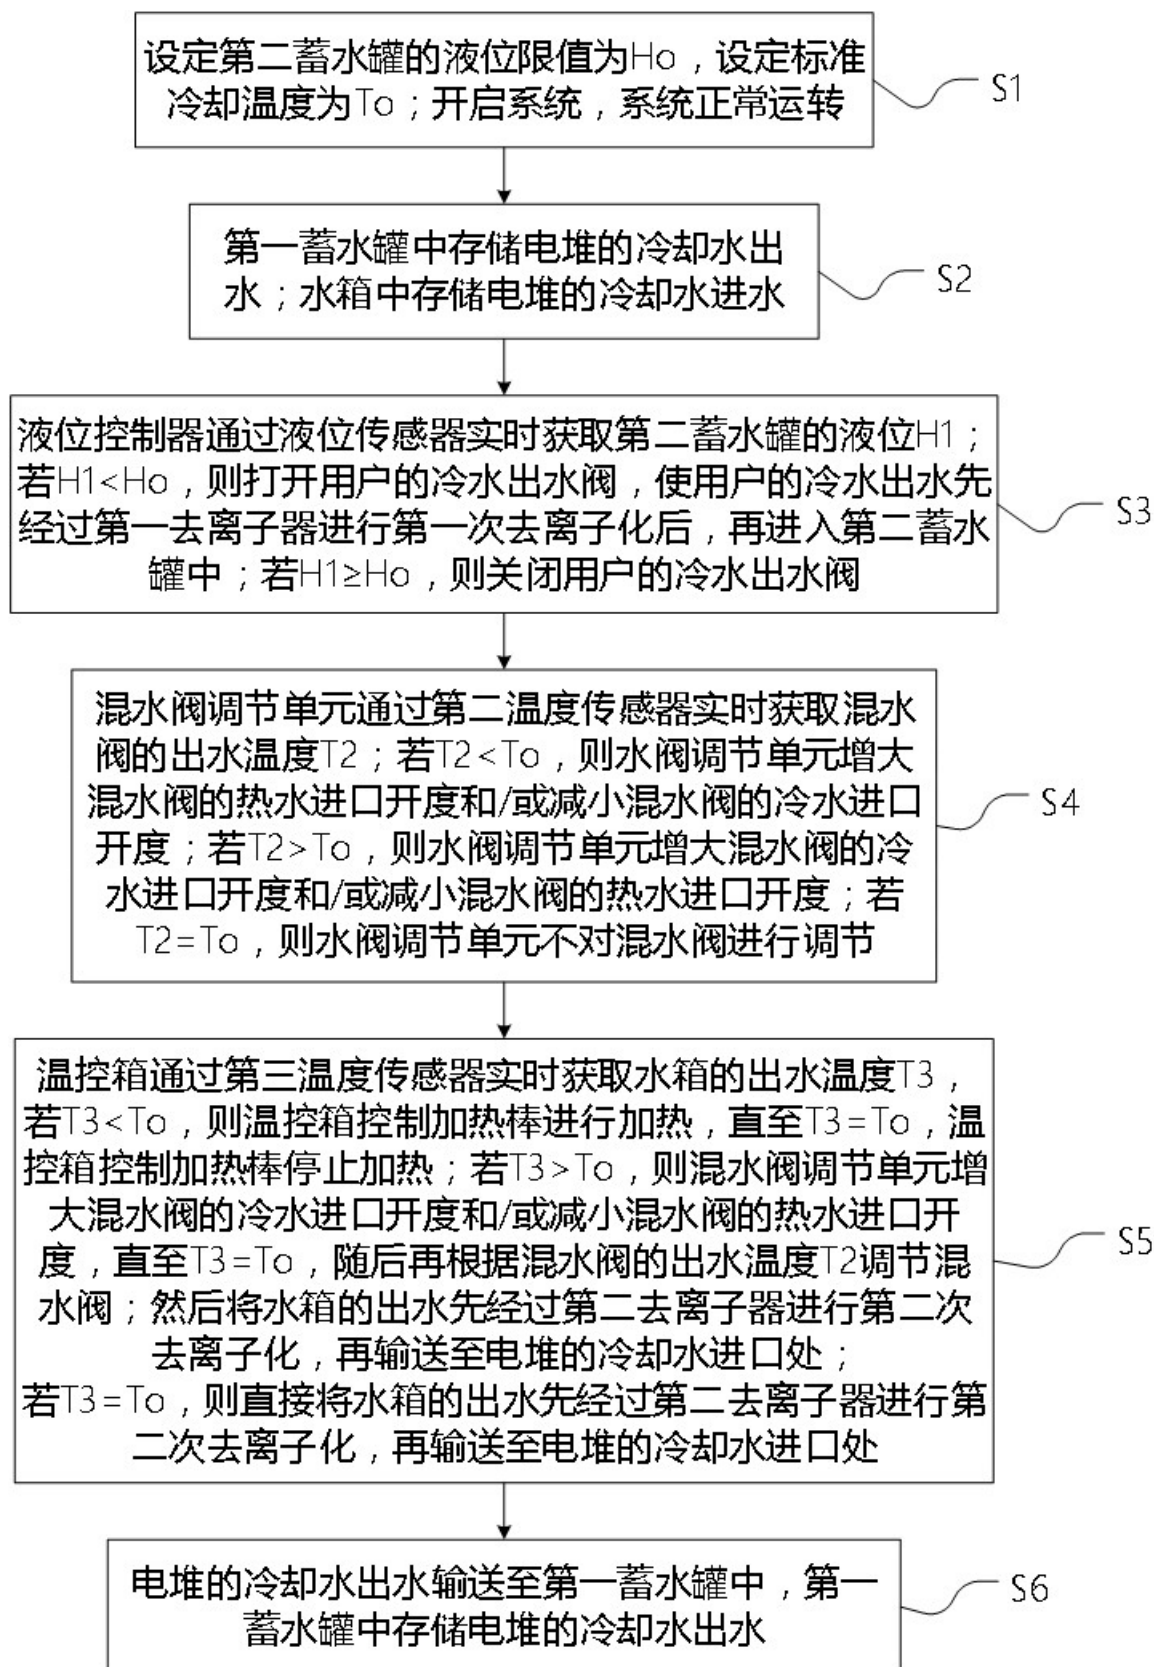 设定第二蓄水罐的液位限值为Ho，设定标准
冷却温度为To；开启系统，系统正常运转
S1
第一蓄水罐中存储电堆的冷却水出
水；水箱中存储电堆的冷却水进水
S2
液位控制器通过液位传感器实时获取第二蓄水罐的液位H1；
若H1<Ho，则打开用户的冷水出水阀，使用户的冷水出水先
经过第一去离子器进行第一次去离子化后，再进入第二蓄水
罐中；若H1≥Ho，则关闭用户的冷水出水阀
S3
混水阀调节单元通过第二温度传感器实时获取混水
阀的出水温度T2；若T2<To，则水阀调节单元增大
混水阀的热水进口开度和/或减小混水阀的冷水进口
开度；若T2>To，则水阀调节单元增大混水阀的冷
水进口开度和/或减小混水阀的热水进口开度；若
T2=To，则水阀调节单元不对混水阀进行调节
S4
温控箱通过第三温度传感器实时获取水箱的出水温度T3，
若T3<To，则温控箱控制加热棒进行加热，直至T3=To，温
控箱控制加热棒停止加热；若T3>To，则混水阀调节单元增
大混水阀的冷水进口开度和/或减小混水阀的热水进口开
度，直至T3=To，随后再根据混水阀的出水温度T2调节混
水阀；然后将水箱的出水先经过第二去离子器进行第二次
去离子化，再输送至电堆的冷却水进口处；
若T3=To，则直接将水箱的出水先经过第二去离子器进行第
二次去离子化，再输送至电堆的冷却水进口处
S5
电堆的冷却水出水输送至第一蓄水罐中，第一
蓄水罐中存储电堆的冷却水出水
S6